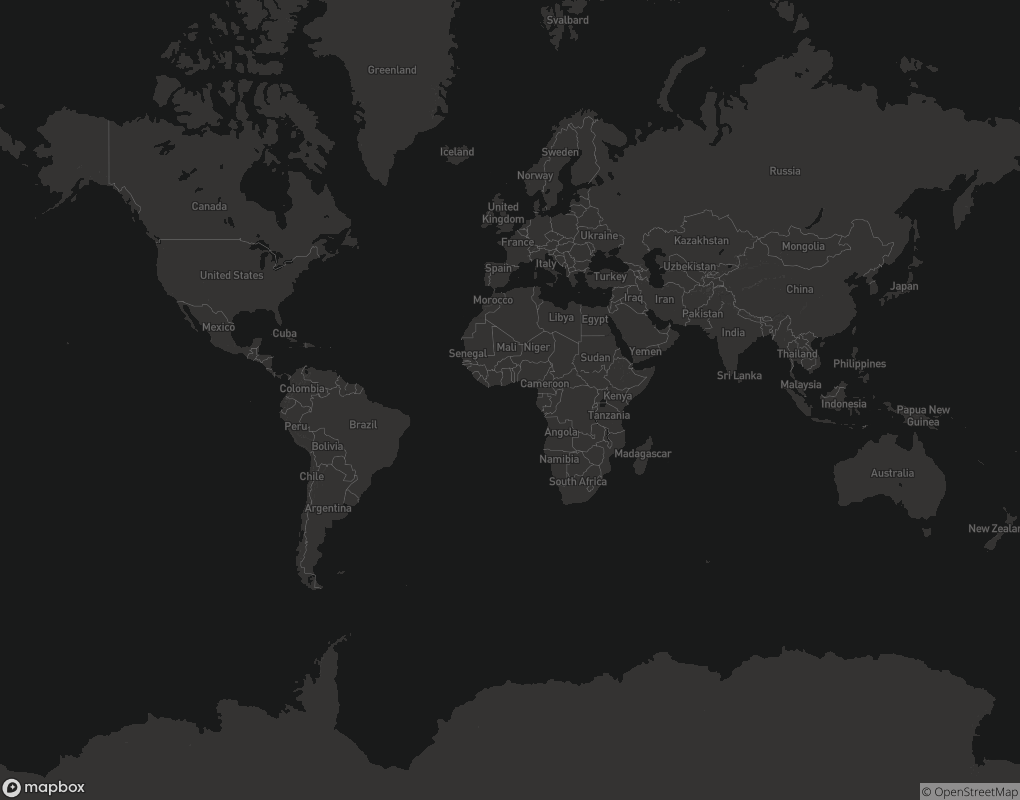 Svalbard
Greenland
Iceland
Sweden
Norway
Russia
Canada
United
Kingdom
Ukraine
France
Kazakhstan
Mongolia
Italy
Spain
Uzbekistan
United States
Turkey
Japan
China
Morocco
Iraq
Iran
Pakistan
Libya
Egypt
Mexico
Cuba
India
Senegal
Mali
Niger
Sudan
Yemen
Thailand
Philippines
Sri Lanka
Colombia
Cameroon
Malaysia
Kenya
Indonesia
Tanzania
Papua New
Guinea
Peru
Brazil
Angola
Bolivia
Namibia
Madagascar
Chile
South Africa
Australia
Argentina
New Zealan
mapbox
© OpenStreetMap